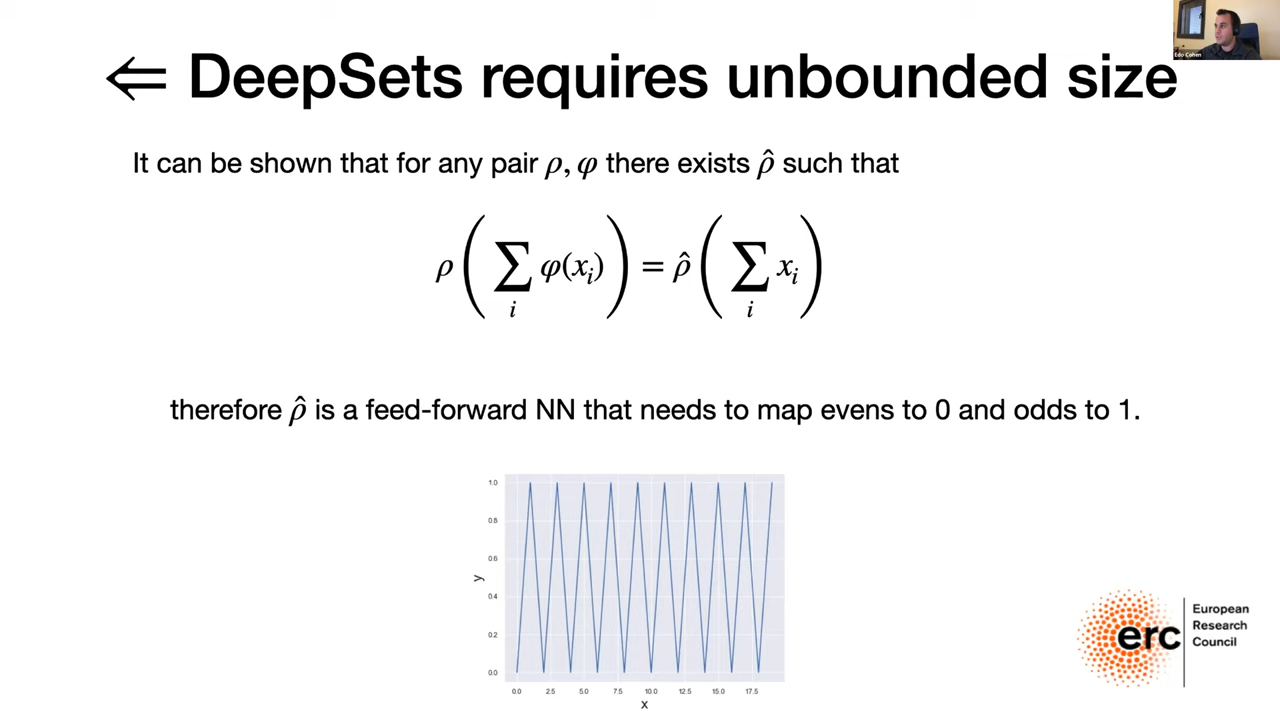 Edo Cohen
⇐ DeepSets requires unbounded size
It can be shown that for any pair ρ, φ there exists ρ̂ such that
ρ(∑ᵢ φ(xᵢ)) = ρ̂(∑ᵢ xᵢ)
therefore ρ̂ is a feed-forward NN that needs to map evens to 0 and odds to 1.
1.0
0.8
0.6
0.4
0.2
0.0
y
0.0 2.5 5.0 7.5 10.0 12.5 15.0 17.5
x
erc
European
Research
Council